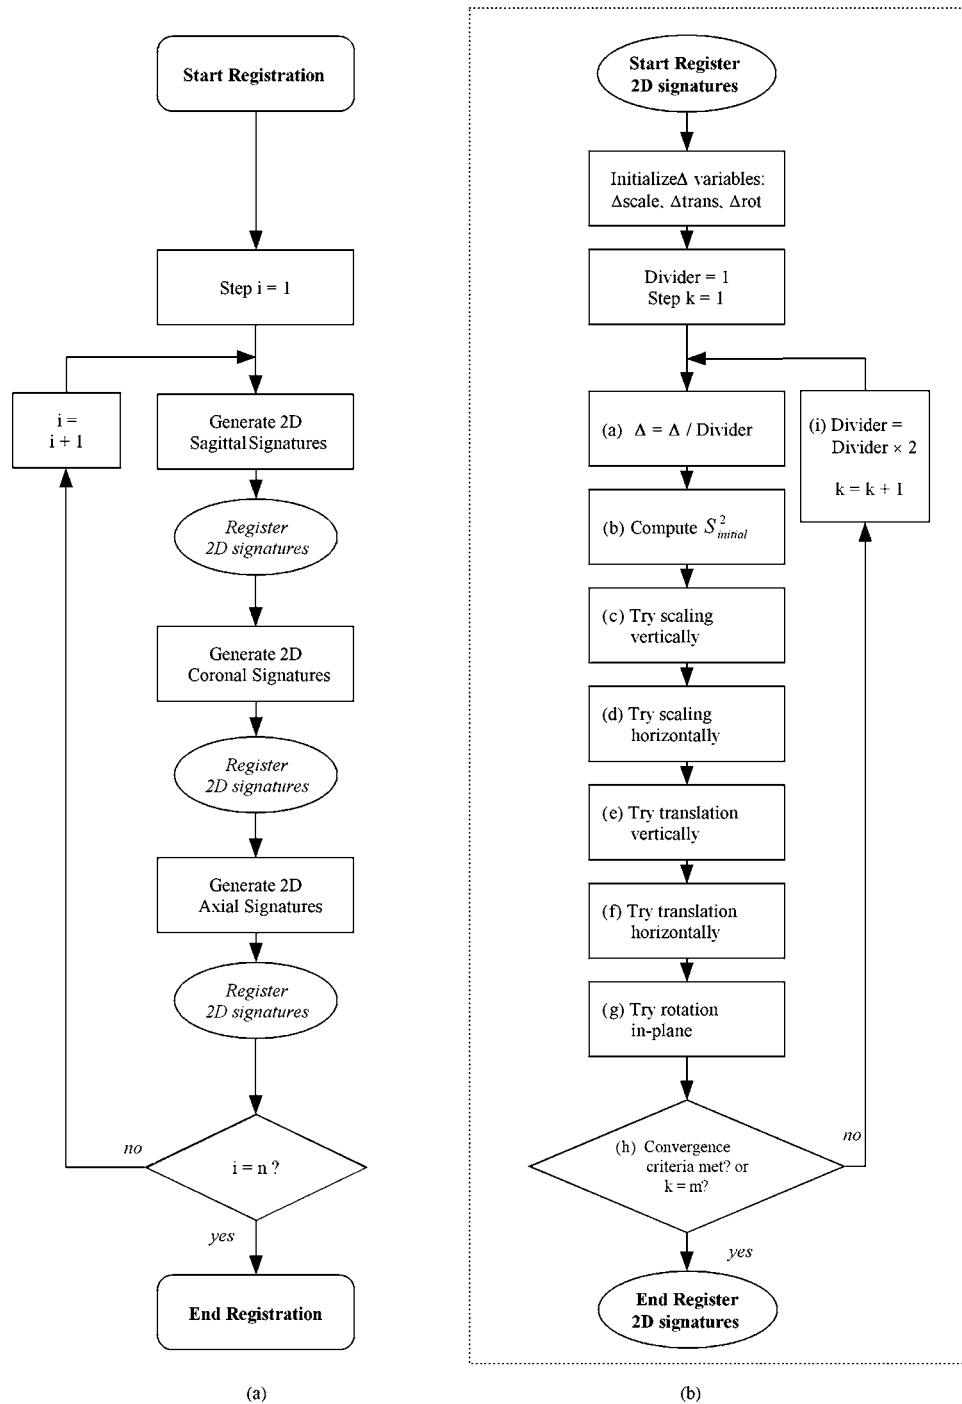 Start Registration
Step i = 1
i =
i + 1
Generate 2D
Sagittal Signatures
Register
2D signatures
Generate 2D
Coronal Signatures
Register
2D signatures
Generate 2D
Axial Signatures
Register
2D signatures
no
i = n ?
yes
End Registration
(a)
Start Register
2D signatures
Initialize Δ variables:
Δscale, Δtrans, Δrot
Divider = 1
Step k = 1
(a) Δ = Δ / Divider
(i) Divider =
Divider × 2
k = k + 1
(b) Compute S²initial
(c) Try scaling
vertically
(d) Try scaling
horizontally
(e) Try translation
vertically
(f) Try translation
horizontally
(g) Try rotation
in-plane
no
(h) Convergence
criteria met? or
k = m?
yes
End Register
2D signatures
(b)